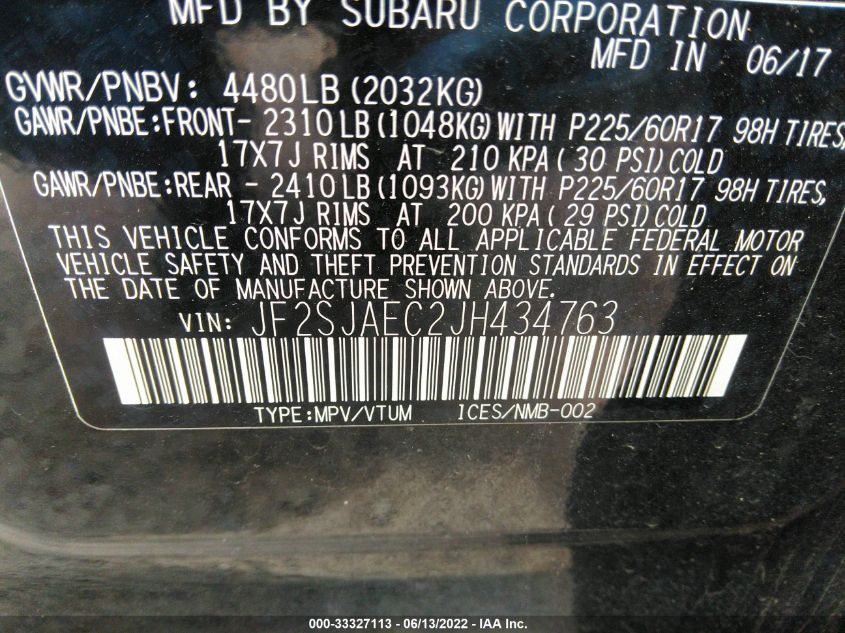 MFD BY SUBARU CORPORATION
MFD IN 06/17
GVWR/PNBV: 4480LB (2032KG)
GAWR/PNBE:FRONT- 2310LB (1048KG) WITH P225/60R17 98H TIRES,
17X7J RIMS AT 210 KPA (30 PSI) COLD
GAWR/PNBE:REAR - 2410LB (1093KG) WITH P225/60R17 98H TIRES,
17X7J RIMS AT 200 KPA (29 PSI) COLD
THIS VEHICLE CONFORMS TO ALL APPLICABLE FEDERAL MOTOR
VEHICLE SAFETY AND THEFT PREVENTION STANDARDS IN EFFECT ON
THE DATE OF MANUFACTURE SHOWN ABOVE.
VIN: JF2SJAEC2JH434763
TYPE:MPV/VTUM ICES/NMB-002
000-33327113 - 06/13/2022 - IAA Inc.